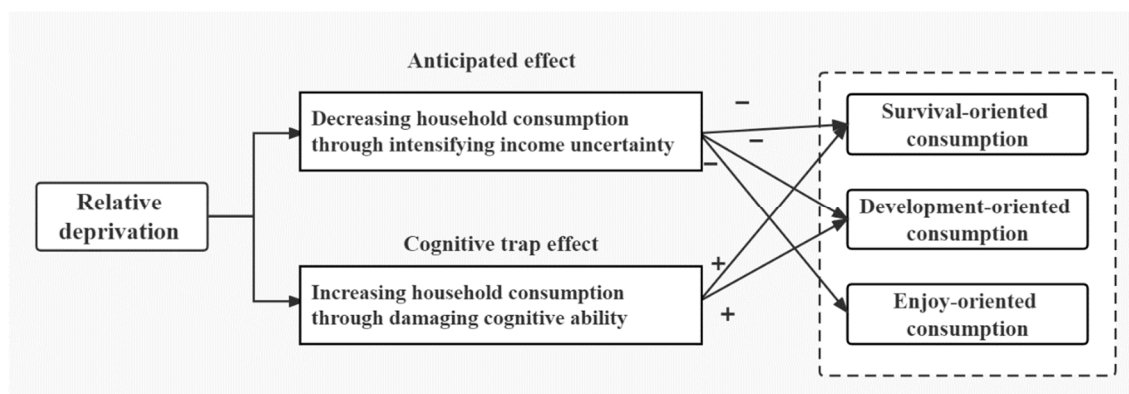 Anticipated effect
Decreasing household consumption
through intensifying income uncertainty
Relative
deprivation
Cognitive trap effect
Increasing household consumption
through damaging cognitive ability
−
−
−
+
+
Survival-oriented
consumption
Development-oriented
consumption
Enjoy-oriented
consumption